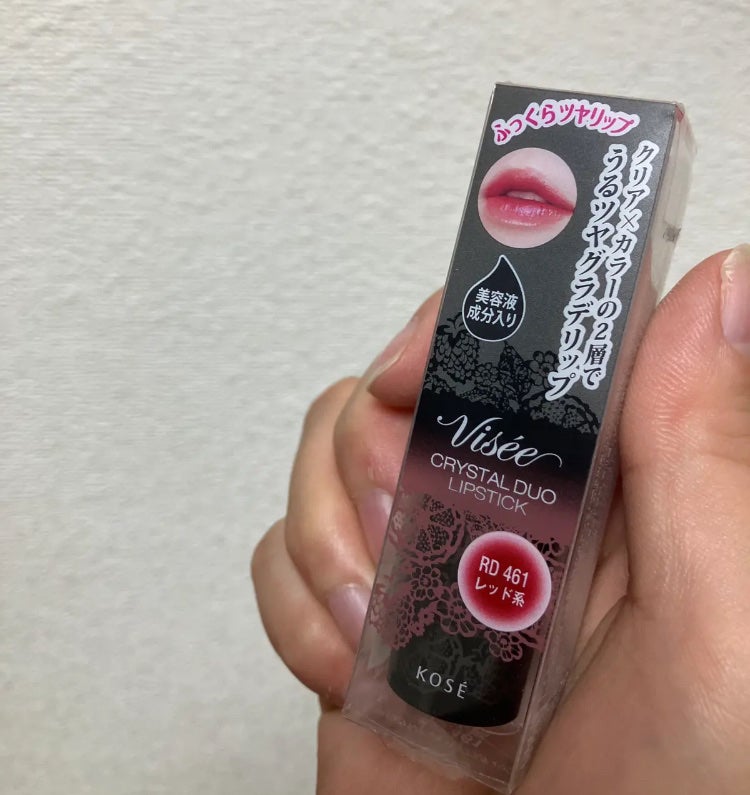 ふっくらツヤリップ
クリア×カラーの2層で
うるツヤグラデリップ
美容液
成分入り
Visée
CRYSTAL DUO
LIPSTICK
RD 461
レッド系
KOSÉ